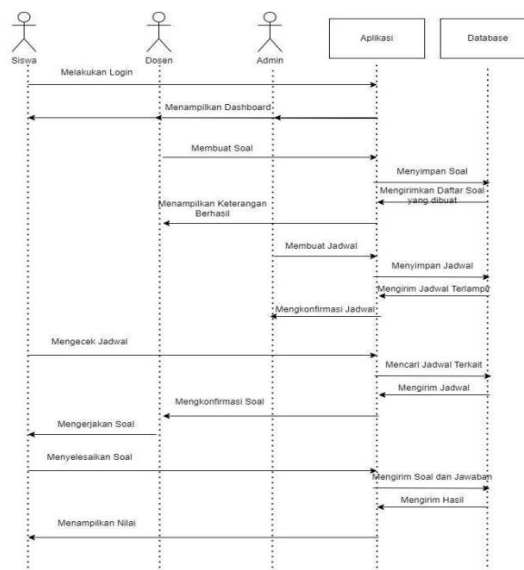 Siswa
Dosen
Admin
Aplikasi
Database
Melakukan Login
Menampilkan Dashboard
Membuat Soal
Menyimpan Soal
Mengirimkan Daftar Soal
yang dibuat
Menampilkan Keterangan
Berhasil
Membuat Jadwal
Menyimpan Jadwal
Mengirim Jadwal Terlampir
Mengkonfirmasi Jadwal
Mengecek Jadwal
Mencari Jadwal Terkait
Mengirim Jadwal
Mengkonfirmasi Soal
Mengerjakan Soal
Menyelesaikan Soal
Mengirim Soal dan Jawaban
Mengirim Hasil
Menampilkan Nilai